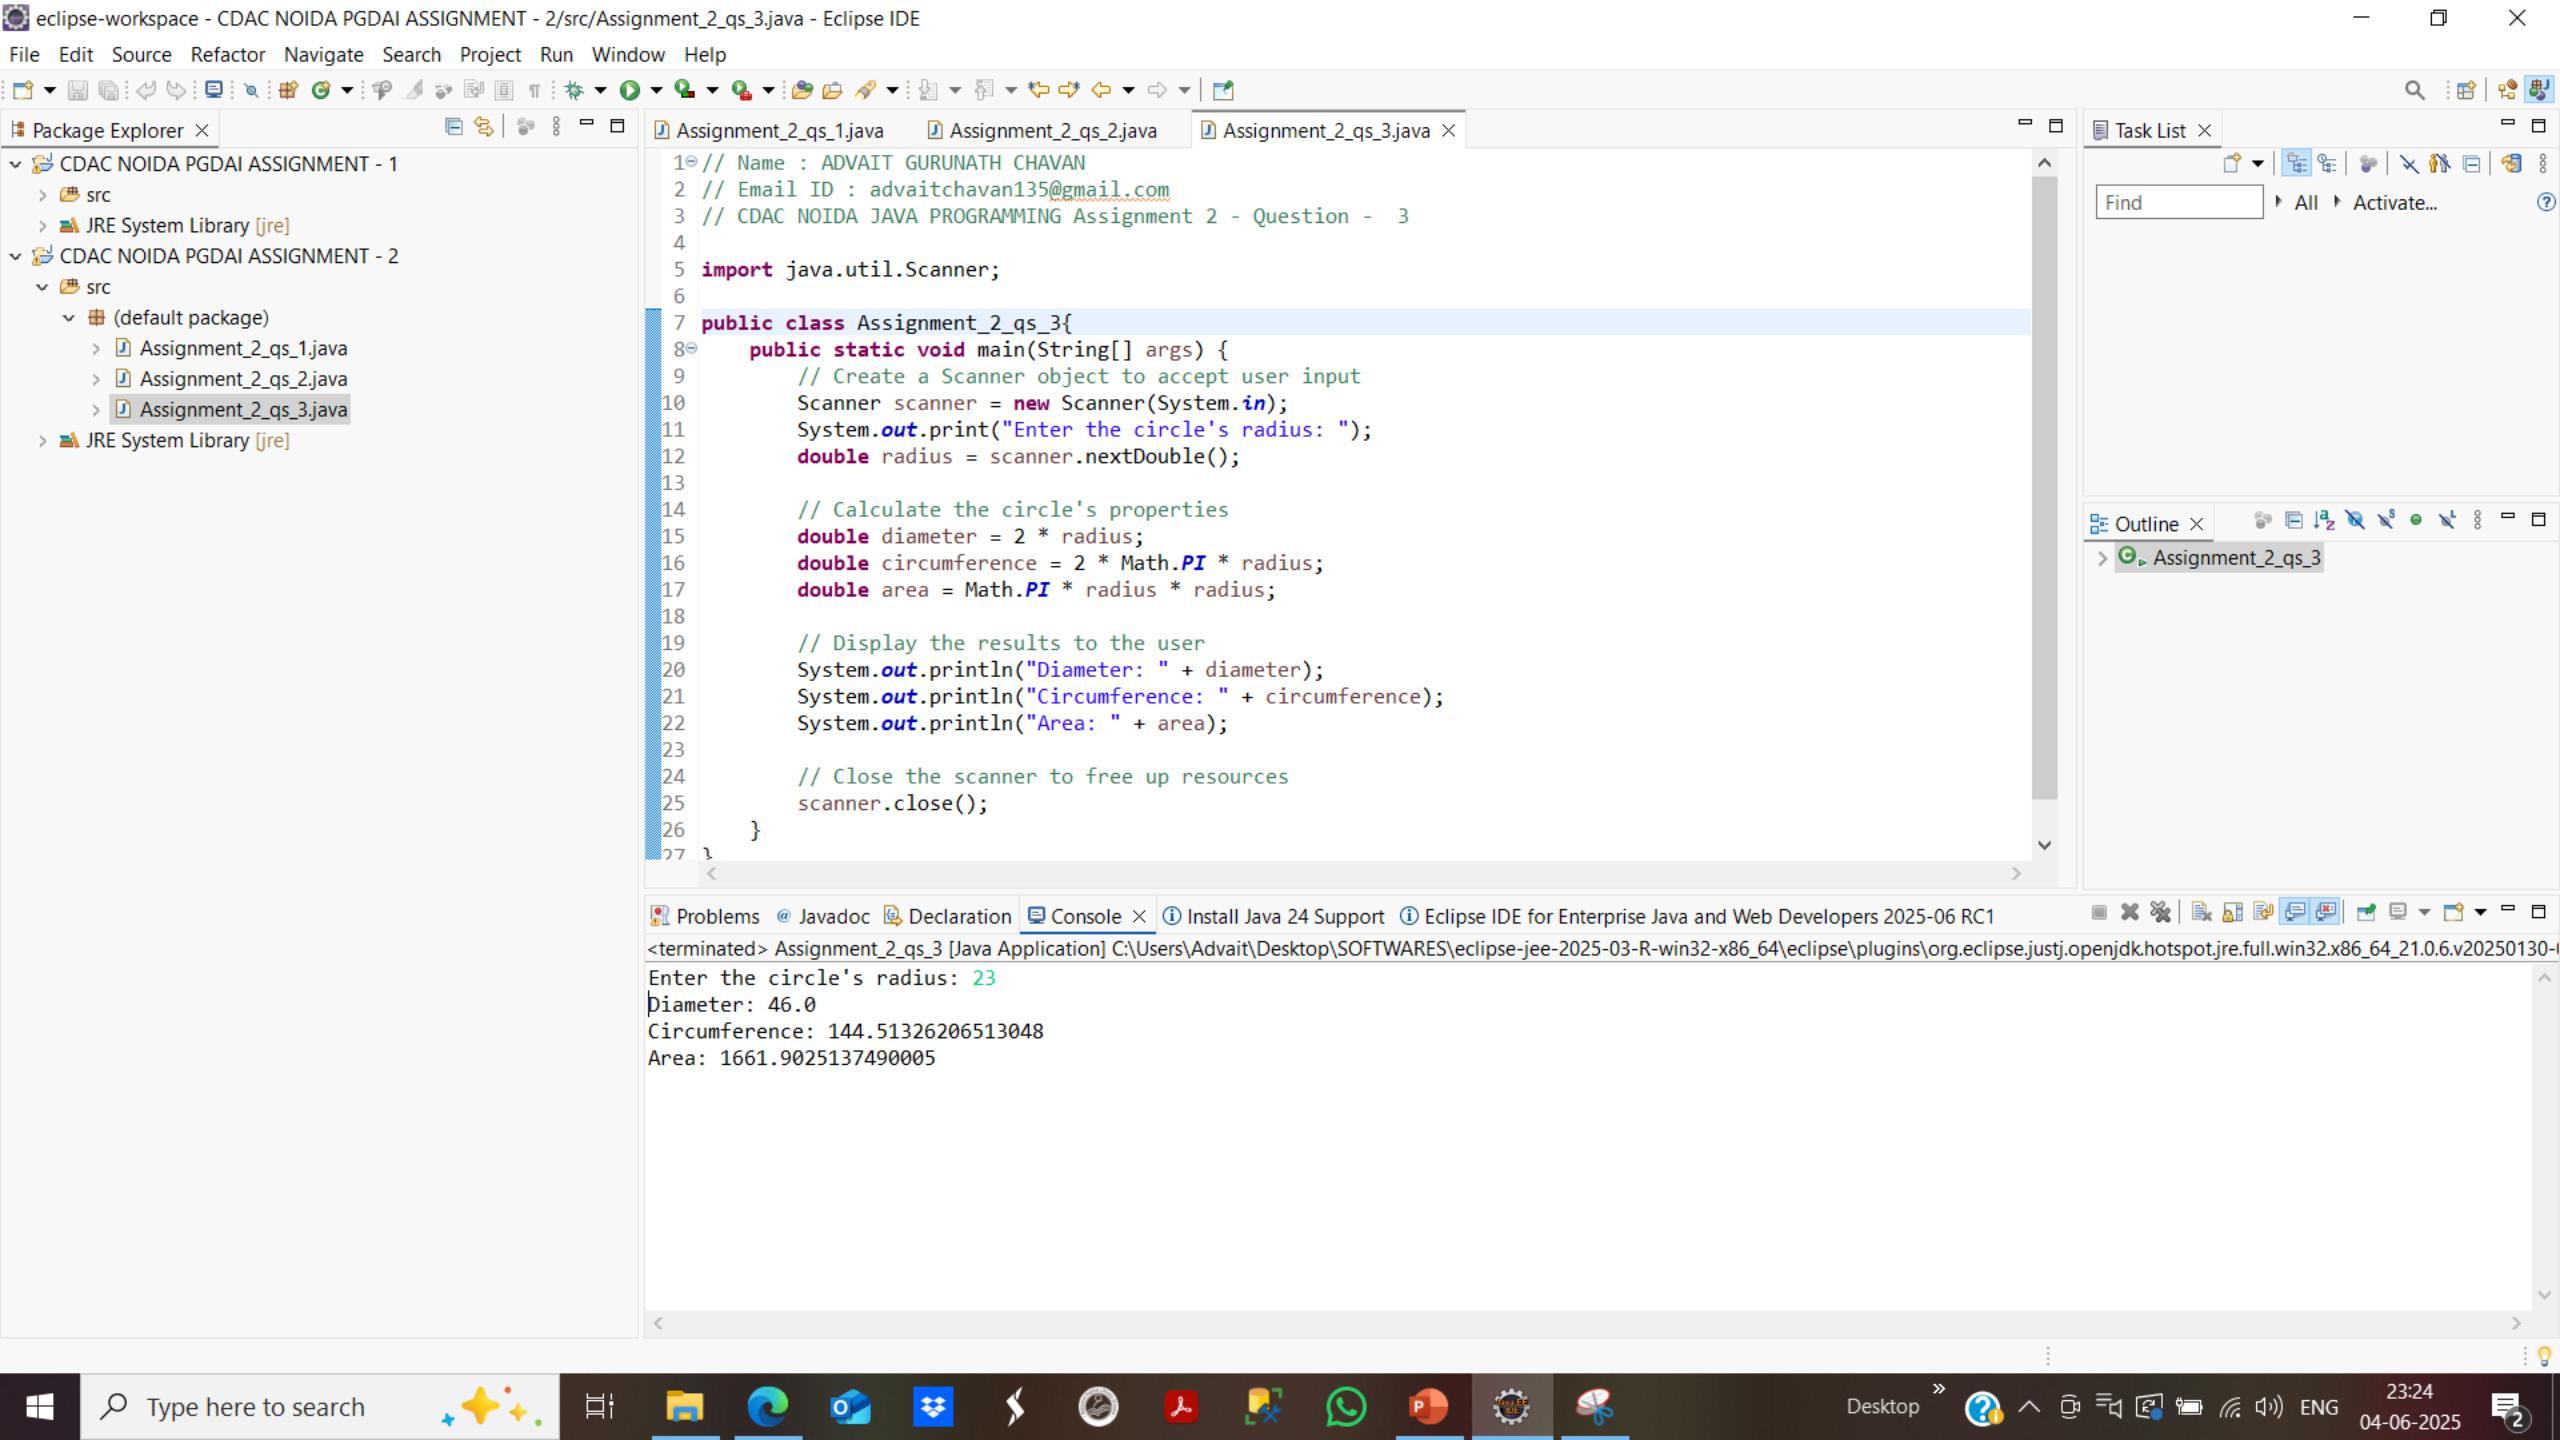 eclipse-workspace - CDAC NOIDA PGDAI ASSIGNMENT - 2/src/Assignment_2_qs_3.java - Eclipse IDE
File Edit Source Refactor Navigate Search Project Run Window Help
Package Explorer
CDAC NOIDA PGDAI ASSIGNMENT - 1
src
JRE System Library [jre]
CDAC NOIDA PGDAI ASSIGNMENT - 2
src
(default package)
Assignment_2_qs_1.java
Assignment_2_qs_2.java
Assignment_2_qs_3.java
JRE System Library [jre]
Assignment_2_qs_1.java Assignment_2_qs_2.java Assignment_2_qs_3.java
1 // Name : ADVAIT GURUNATH CHAVAN
2 // Email ID : advaitchavan135@gmail.com
3 // CDAC NOIDA JAVA PROGRAMMING Assignment 2 - Question -  3
4
5 import java.util.Scanner;
6
7 public class Assignment_2_qs_3{
8     public static void main(String[] args) {
9         // Create a Scanner object to accept user input
10         Scanner scanner = new Scanner(System.in);
11         System.out.print("Enter the circle's radius: ");
12         double radius = scanner.nextDouble();
13
14         // Calculate the circle's properties
15         double diameter = 2 * radius;
16         double circumference = 2 * Math.PI * radius;
17         double area = Math.PI * radius * radius;
18
19         // Display the results to the user
20         System.out.println("Diameter: " + diameter);
21         System.out.println("Circumference: " + circumference);
22         System.out.println("Area: " + area);
23
24         // Close the scanner to free up resources
25         scanner.close();
26     }
27 }
Task List
Find All Activate...
Outline
Assignment_2_qs_3
Problems @ Javadoc Declaration Console Install Java 24 Support Eclipse IDE for Enterprise Java and Web Developers 2025-06 RC1
<terminated> Assignment_2_qs_3 [Java Application] C:\Users\Advait\Desktop\SOFTWARES\eclipse-jee-2025-03-R-win32-x86_64\eclipse\plugins\org.eclipse.justj.openjdk.hotspot.jre.full.win32.x86_64_21.0.6.v20250130-
Enter the circle's radius: 23
Diameter: 46.0
Circumference: 144.51326206513048
Area: 1661.9025137490005
Type here to search
Desktop
ENG
23:24
04-06-2025
2